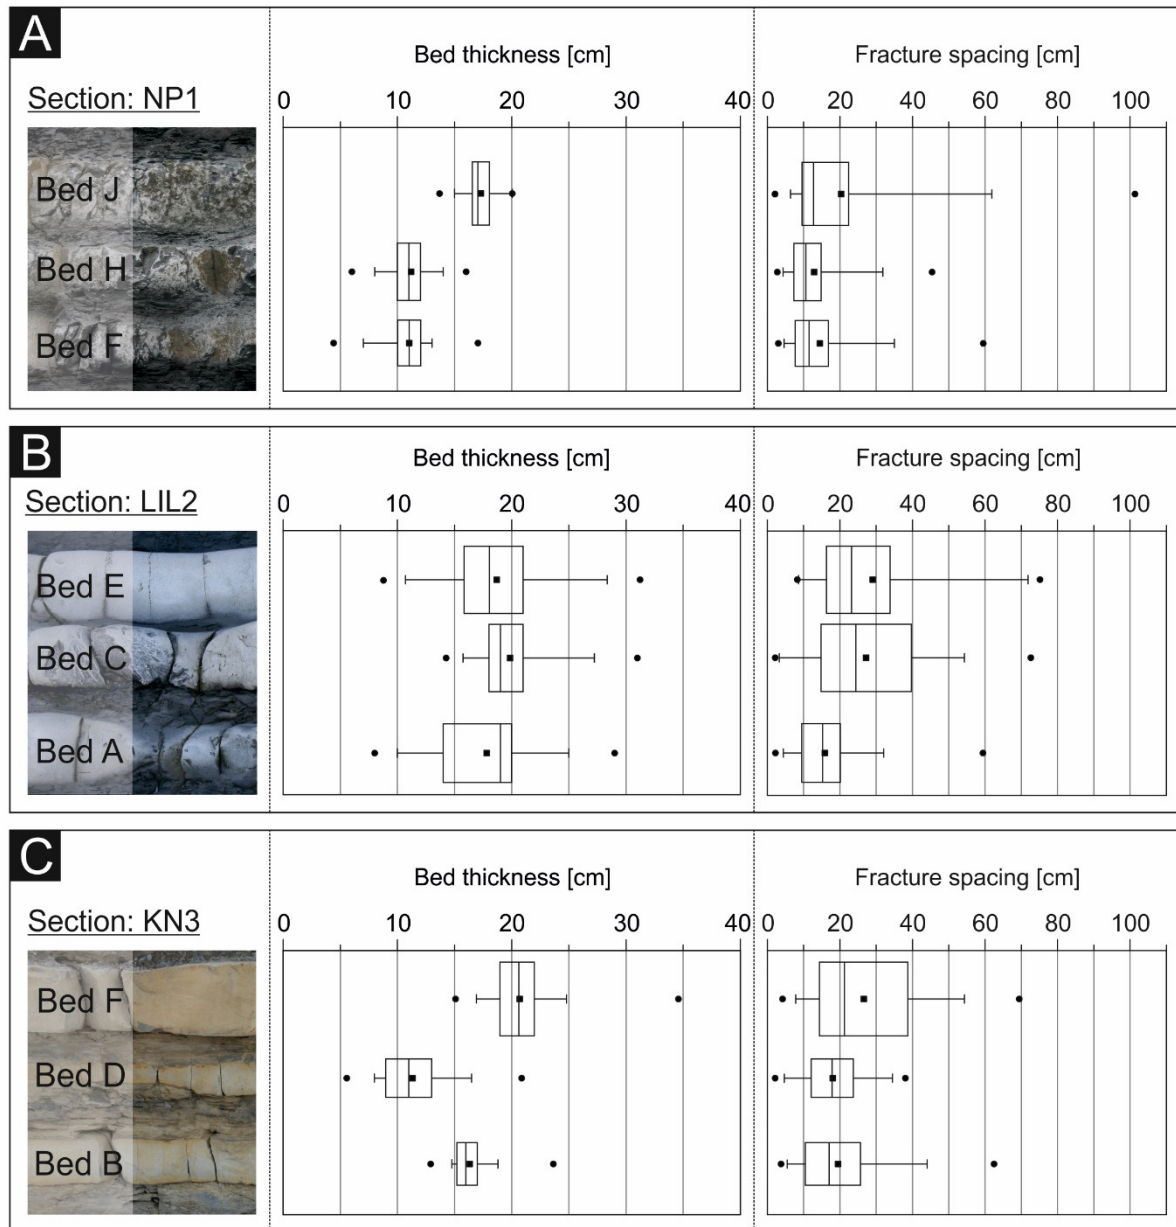 A
Bed thickness [cm]
Fracture spacing [cm]
Section: NP1
0 10 20 30 40
0 20 40 60 80 100
Bed J
Bed H
Bed F
B
Bed thickness [cm]
Fracture spacing [cm]
Section: LIL2
0 10 20 30 40
0 20 40 60 80 100
Bed E
Bed C
Bed A
C
Bed thickness [cm]
Fracture spacing [cm]
Section: KN3
0 10 20 30 40
0 20 40 60 80 100
Bed F
Bed D
Bed B